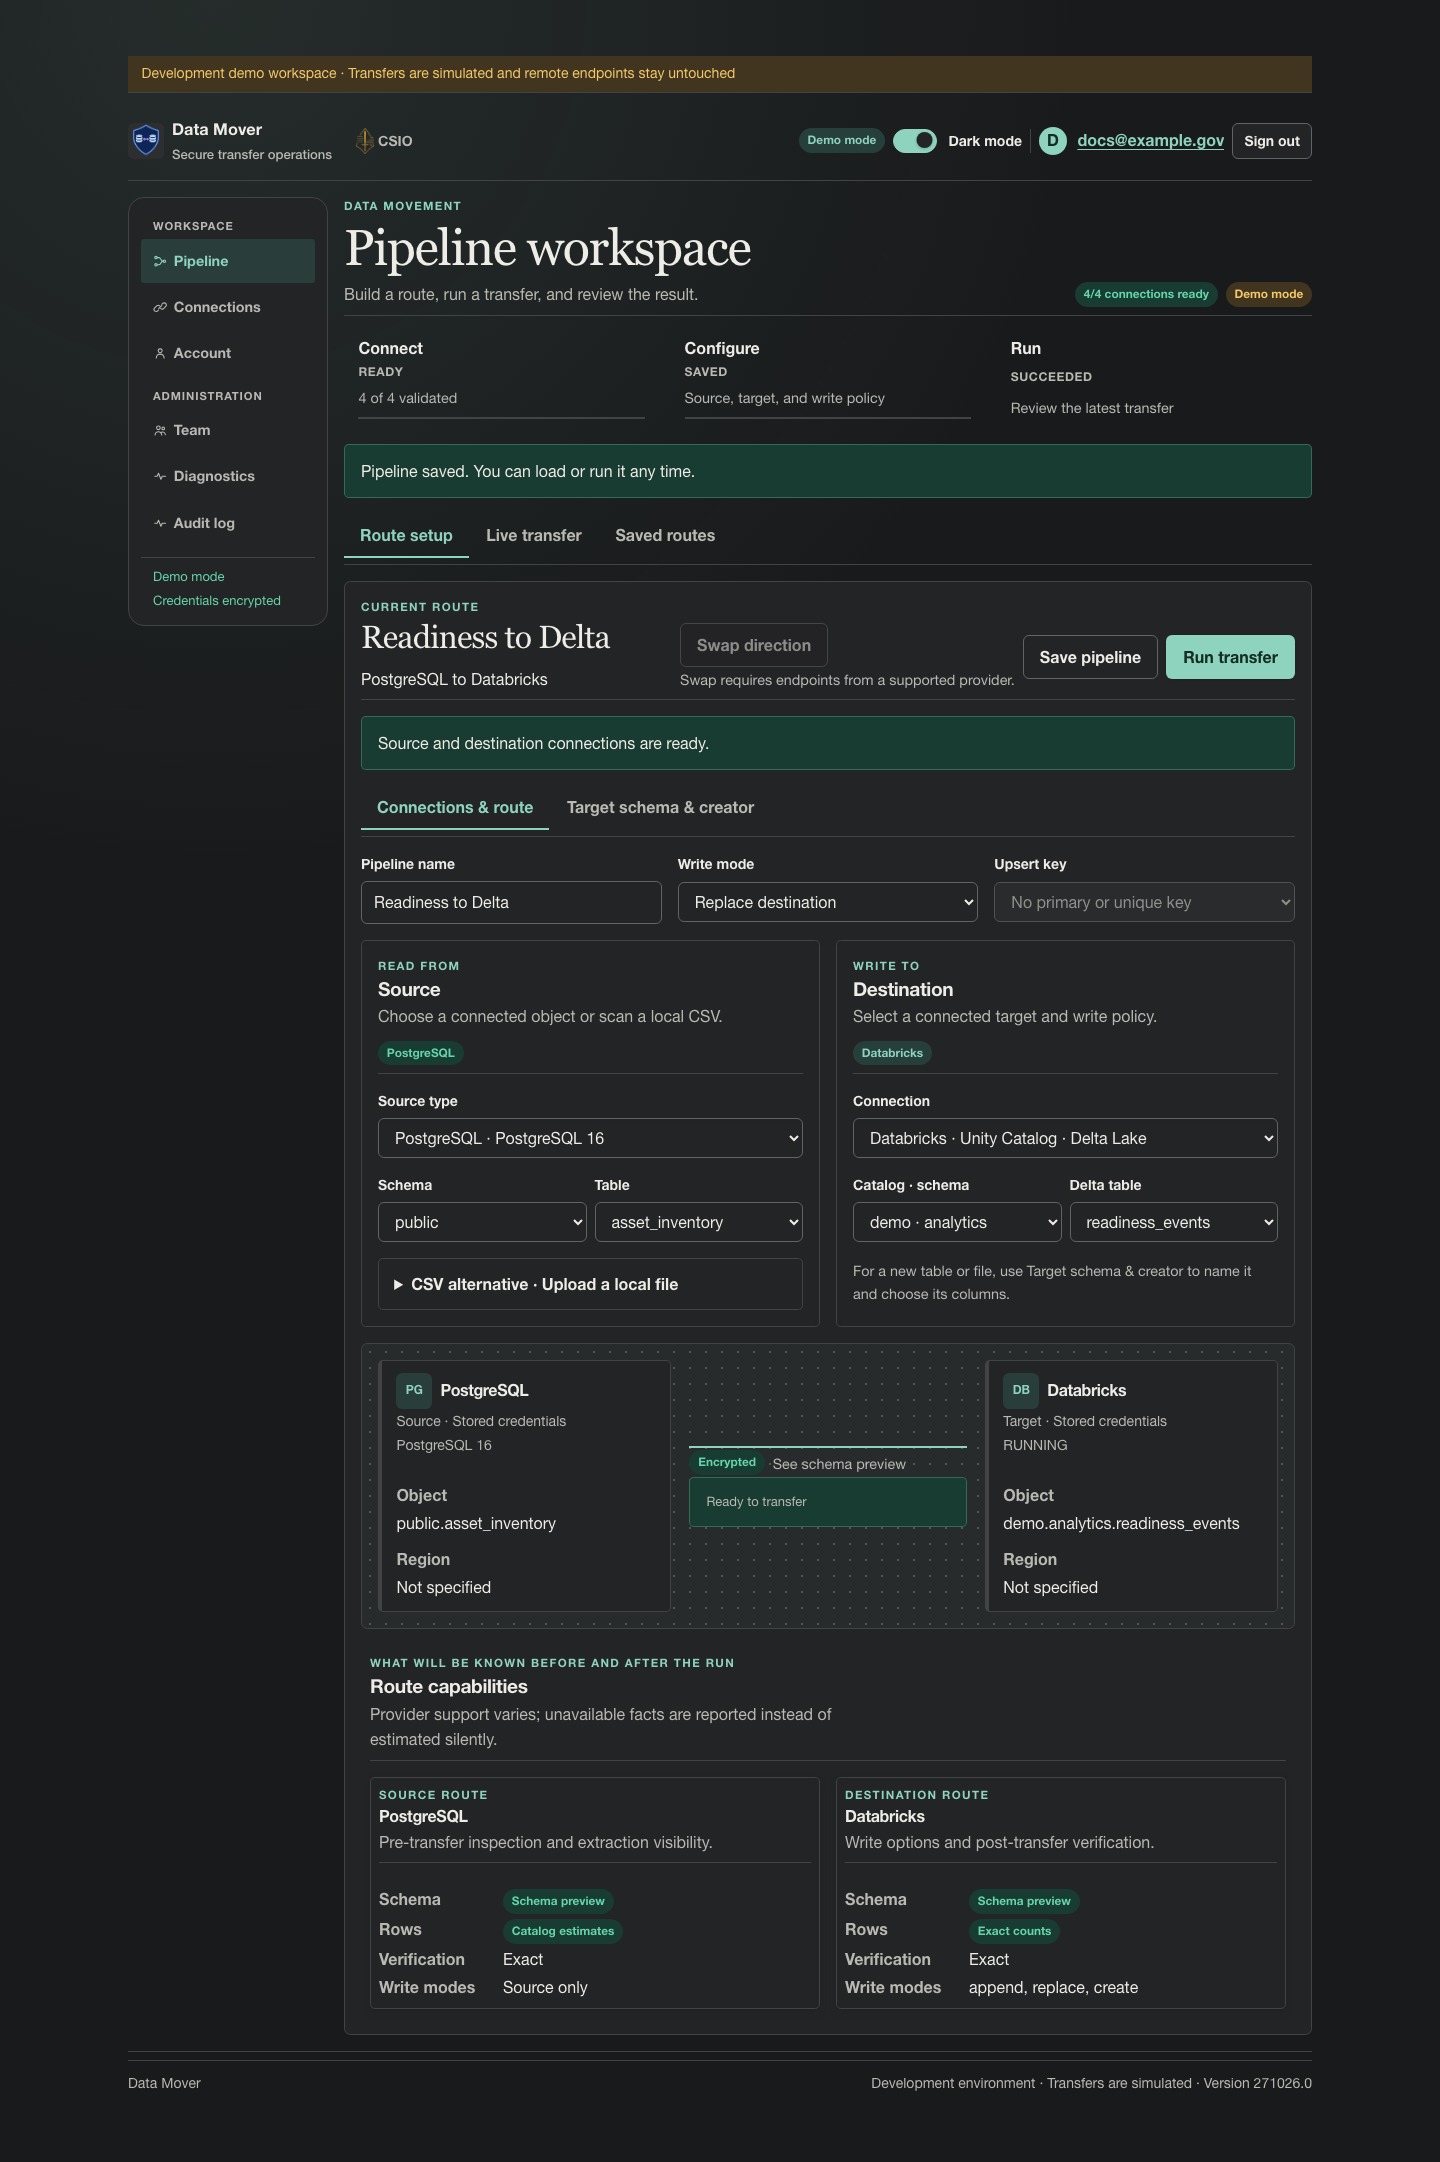 Development demo workspace · Transfers are simulated and remote endpoints stay untouched
Data Mover
Secure transfer operations
CSIO
Demo mode
Dark mode
D
docs@example.gov
Sign out
WORKSPACE
Pipeline
Connections
Account
ADMINISTRATION
Team
Diagnostics
Audit log
Demo mode
Credentials encrypted
DATA MOVEMENT
Pipeline workspace
Build a route, run a transfer, and review the result.
4/4 connections ready
Demo mode
Connect
READY
4 of 4 validated
Configure
SAVED
Source, target, and write policy
Run
SUCCEEDED
Review the latest transfer
Pipeline saved. You can load or run it any time.
Route setup
Live transfer
Saved routes
CURRENT ROUTE
Readiness to Delta
PostgreSQL to Databricks
Swap direction
Swap requires endpoints from a supported provider.
Save pipeline
Run transfer
Source and destination connections are ready.
Connections & route
Target schema & creator
Pipeline name
Readiness to Delta
Write mode
Replace destination
Upsert key
No primary or unique key
READ FROM
Source
Choose a connected object or scan a local CSV.
PostgreSQL
Source type
PostgreSQL · PostgreSQL 16
Schema
public
Table
asset_inventory
CSV alternative · Upload a local file
WRITE TO
Destination
Select a connected target and write policy.
Databricks
Connection
Databricks · Unity Catalog · Delta Lake
Catalog · schema
demo · analytics
Delta table
readiness_events
For a new table or file, use Target schema & creator to name it
and choose its columns.
PG
PostgreSQL
Source · Stored credentials
PostgreSQL 16
Object
public.asset_inventory
Region
Not specified
Encrypted · See schema preview
Ready to transfer
DB
Databricks
Target · Stored credentials
RUNNING
Object
demo.analytics.readiness_events
Region
Not specified
WHAT WILL BE KNOWN BEFORE AND AFTER THE RUN
Route capabilities
Provider support varies; unavailable facts are reported instead of
estimated silently.
SOURCE ROUTE
PostgreSQL
Pre-transfer inspection and extraction visibility.
Schema
Schema preview
Rows
Catalog estimates
Verification
Exact
Write modes
Source only
DESTINATION ROUTE
Databricks
Write options and post-transfer verification.
Schema
Schema preview
Rows
Exact counts
Verification
Exact
Write modes
append, replace, create
Data Mover
Development environment · Transfers are simulated · Version 271026.0